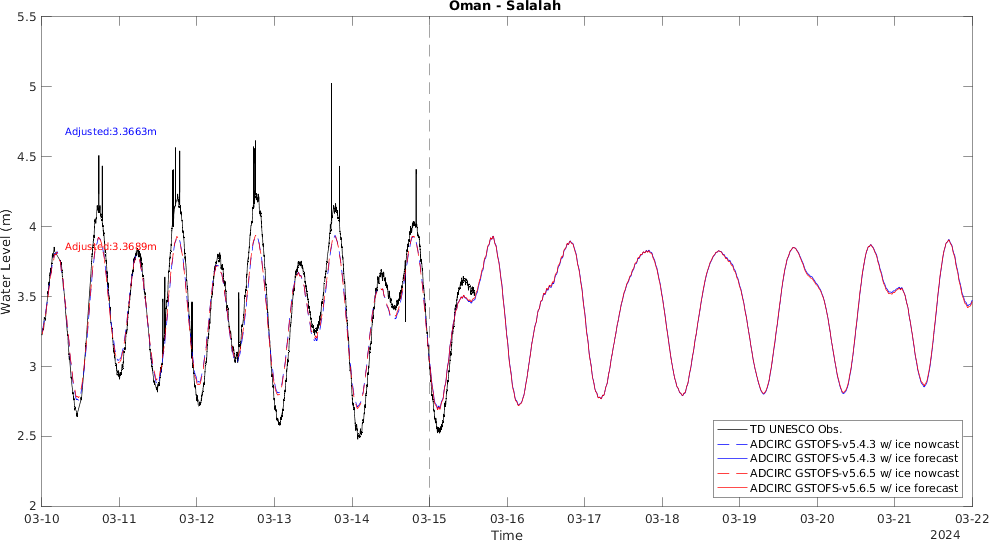 Oman - Salalah
5.5
5
4.5
4
3.5
3
2.5
2
Water Level (m)
Adjusted:3.3663m
Adjusted:3.3689m
TD UNESCO Obs.
ADCIRC GSTOFS-v5.4.3 w/ ice nowcast
ADCIRC GSTOFS-v5.4.3 w/ ice forecast
ADCIRC GSTOFS-v5.6.5 w/ ice nowcast
ADCIRC GSTOFS-v5.6.5 w/ ice forecast
03-10 03-11 03-12 03-13 03-14 03-15 03-16 03-17 03-18 03-19 03-20 03-21 03-22
Time
2024